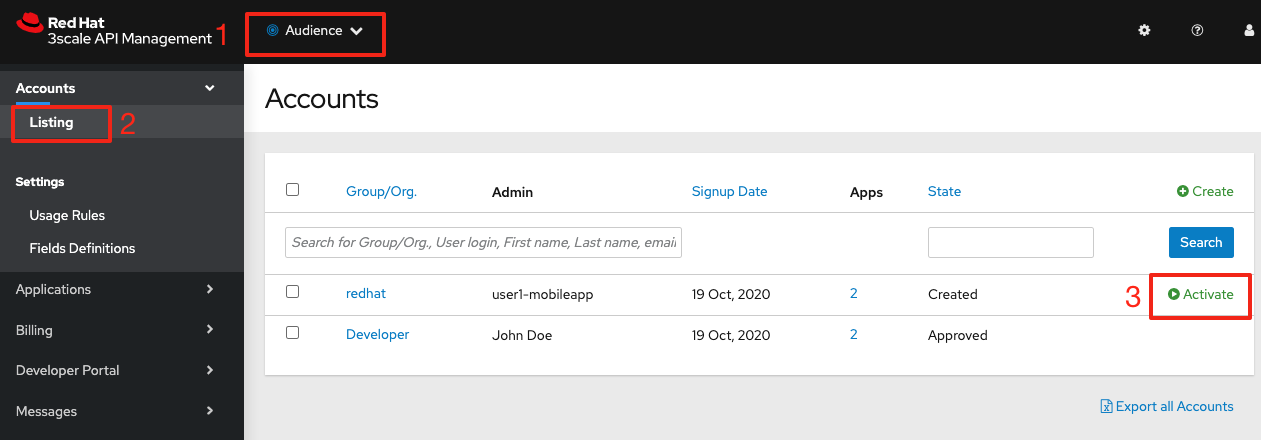 Red Hat
3scale API Management
1
Audience
Accounts
Listing
2
Settings
Usage Rules
Fields Definitions
Applications
Billing
Developer Portal
Messages
Accounts
Group/Org. Admin Signup Date Apps State Create
Search for Group/Org., User login, First name, Last name, email Search
redhat user1-mobileapp 19 Oct, 2020 2 Created 3 Activate
Developer John Doe 19 Oct, 2020 2 Approved
Export all Accounts